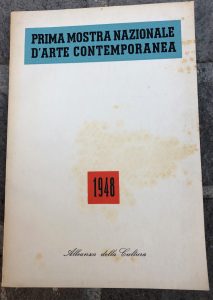 PRIMA MOSTRA NAZIONALE
D'ARTE CONTEMPORANEA
1948
Alleanza della Cultura